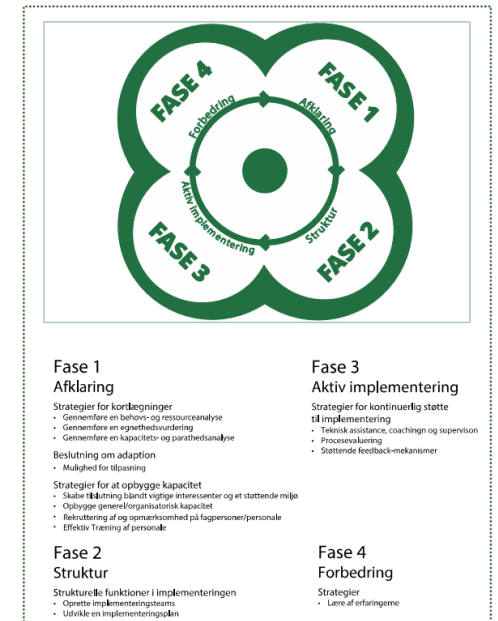 FASE 4
FASE 1
Forbedring
Afklaring
Aktiv implementering
Struktur
FASE 3
FASE 2
Fase 1
Afklaring
Strategier for kortlægninger
• Gennemføre en behovs- og ressourceanalyse
• Gennemføre en egnethedsvurdering
• Gennemføre en kapacitets- og parathedsanalyse
Beslutning om adaption
• Mulighed for tilpasning
Strategier for at opbygge kapacitet
• Skabe tilslutning blandt vigtige interessenter og et støttende miljø
• Opbygge generel/organisatorisk kapacitet
• Rekruttering af og opmærksomhed på fagpersoner/personale
• Effektiv Træning af personale
Fase 2
Struktur
Strukturelle funktioner i implementeringen
• Oprette implementeringsteams
• Udvikle en implementeringsplan
Fase 3
Aktiv implementering
Strategier for kontinuerlig støtte
til implementering
• Teknisk assistance, coachingn og supervison
• Procesevaluering
• Støttende feedback-mekanismer
Fase 4
Forbedring
Strategier
• Lære af erfaringerne